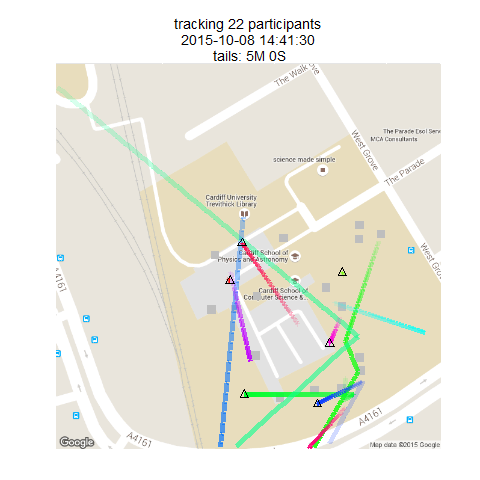 tracking 22 participants
2015-10-08 14:41:30
tails: 5M 0S
The Walk
West Grove
The Parade Esol Serv
MCA Consultants
science made simple
The Parade
Cardiff University
Trevithick Library
West Grove
Cardiff School of
Physics and Astronomy
Cardiff School of
Computer Science &...
A4161
A4161
A4161
Google
Map data ©2015 Google